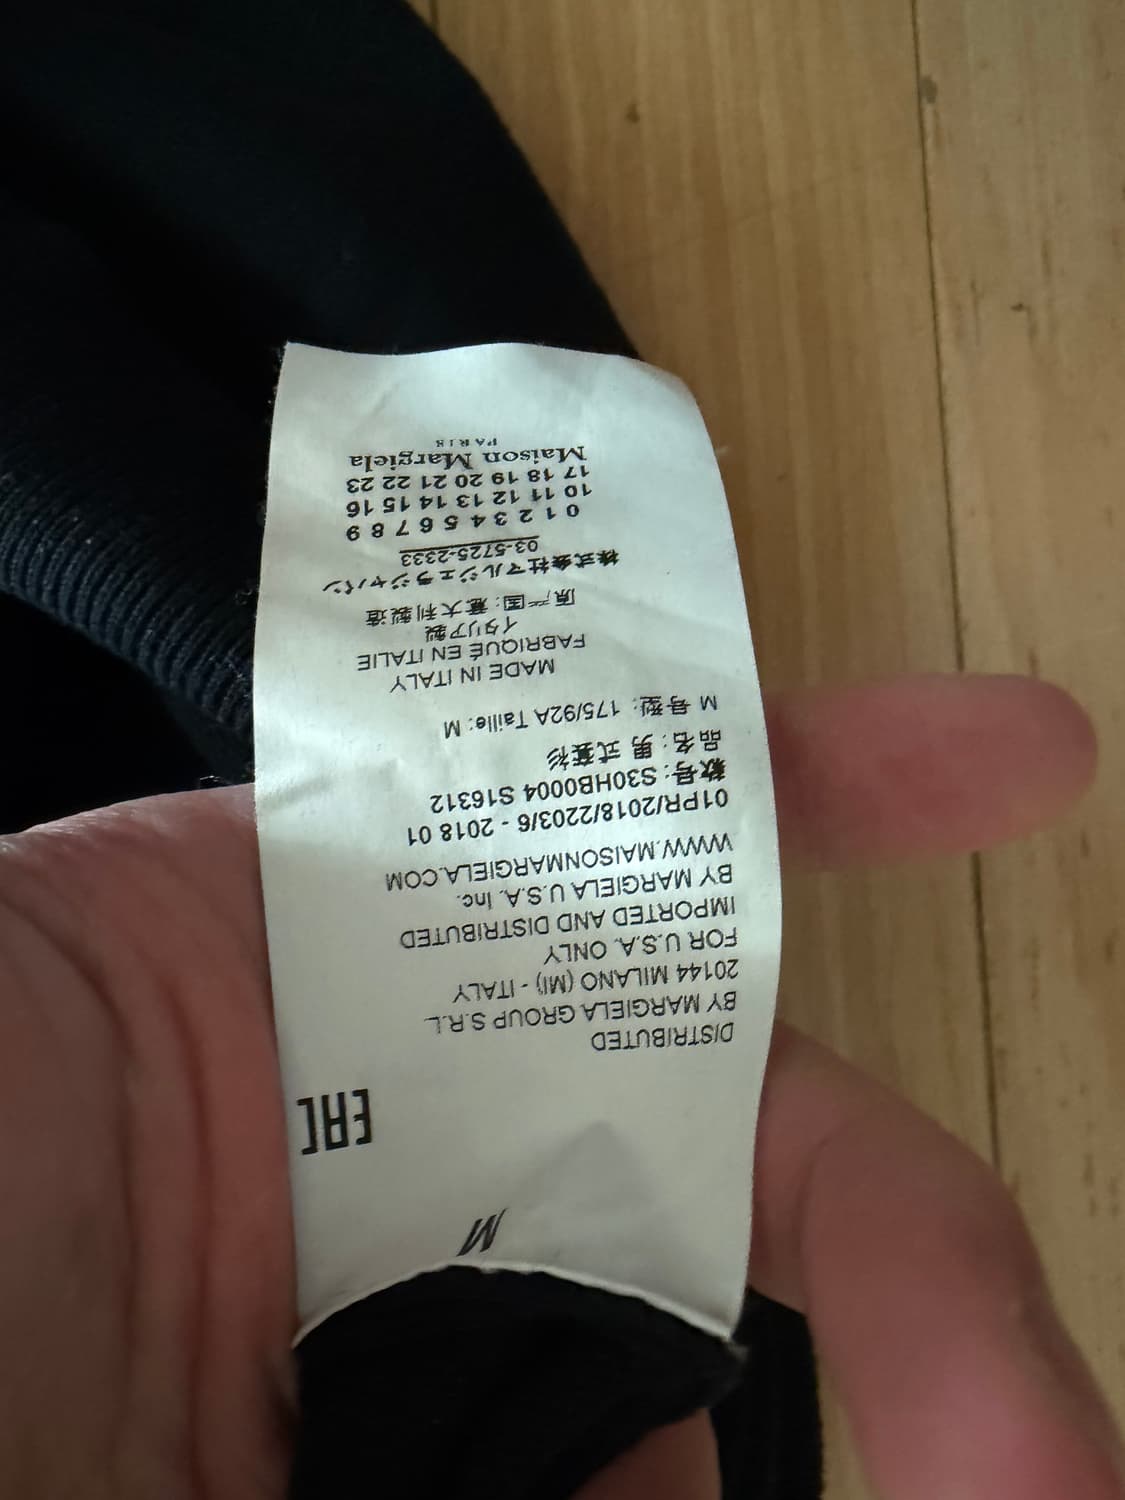 M
EAC
DISTRIBUTED
BY MARGIELA GROUP S.R.L.
20144 MILANO (MI) - ITALY
FOR U.S.A. ONLY
IMPORTED AND DISTRIBUTED
BY MARGIELA U.S.A. Inc.
WWW.MAISONMARGIELA.COM
01PR/2018/2203/6 - 2018 01
款号: S30HB0004 S16312
品名: 男式套衫
M 号型: 175/92A Taille: M
MADE IN ITALY
FABRIQUÉ EN ITALIE
イタリア製
原产国: 意大利製造
株式会社マルジェラジャパン
03-5725-2333
0 1 2 3 4 5 6 7 8 9
10 11 12 13 14 15 16
17 18 19 20 21 22 23
Maison Margiela
PARIS